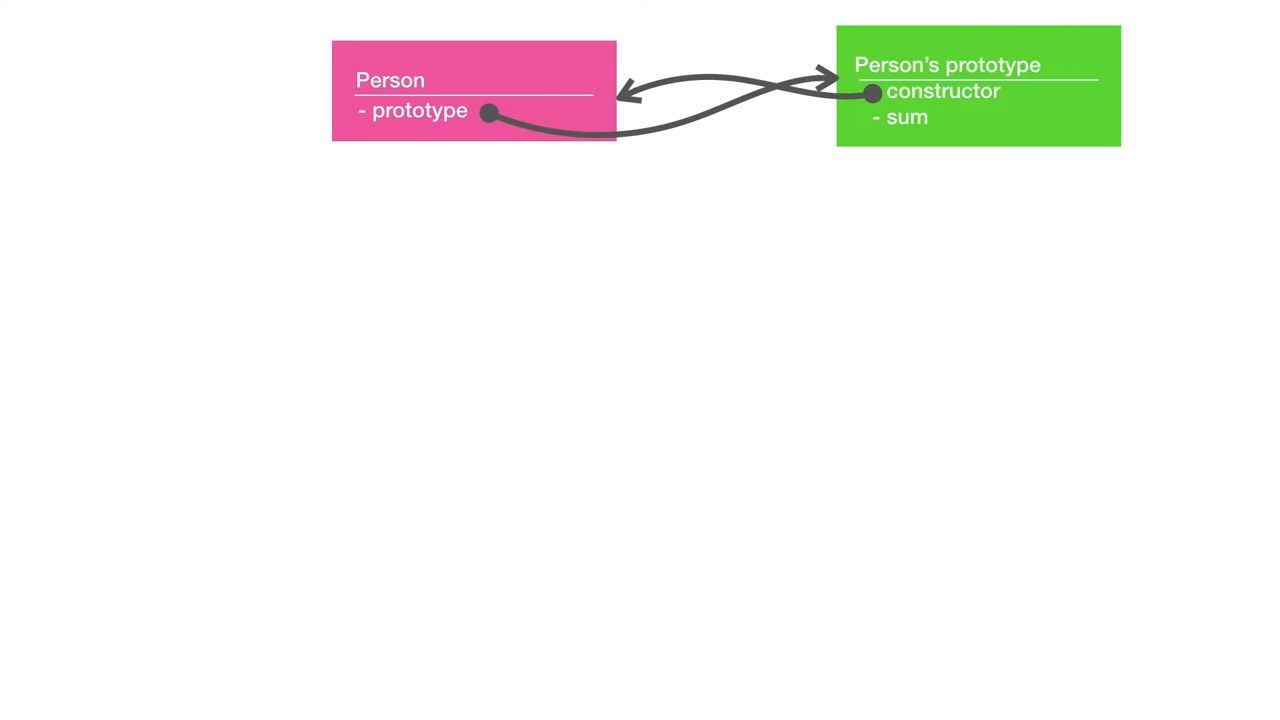 Person
- prototype
Person’s prototype
constructor
- sum